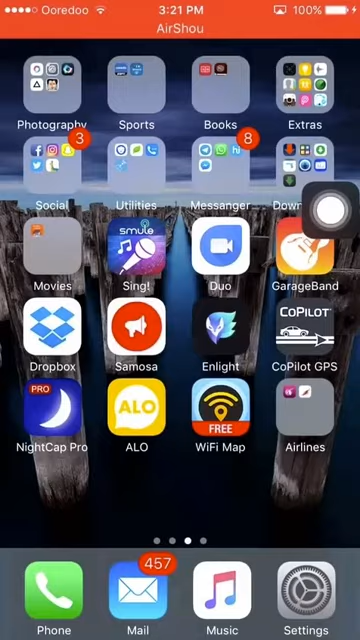 Ooredoo 3:21 PM 100%
AirShou
Photography Sports Books Extras
3 8
Social Utilities Messanger Down
Movies Sing! Duo GarageBand
smule
COPILOT
Dropbox Samosa Enlight CoPilot GPS
PRO ALO FREE
NightCap Pro ALO WiFi Map Airlines
457
Phone Mail Music Settings